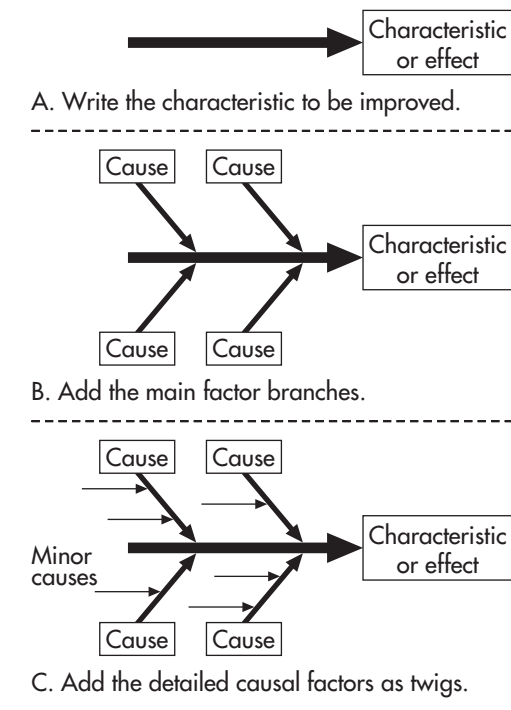 Characteristic
or effect
A. Write the characteristic to be improved.
Cause
Cause
Characteristic
or effect
Cause
Cause
B. Add the main factor branches.
Cause
Cause
Characteristic
or effect
Minor
causes
Cause
Cause
C. Add the detailed causal factors as twigs.